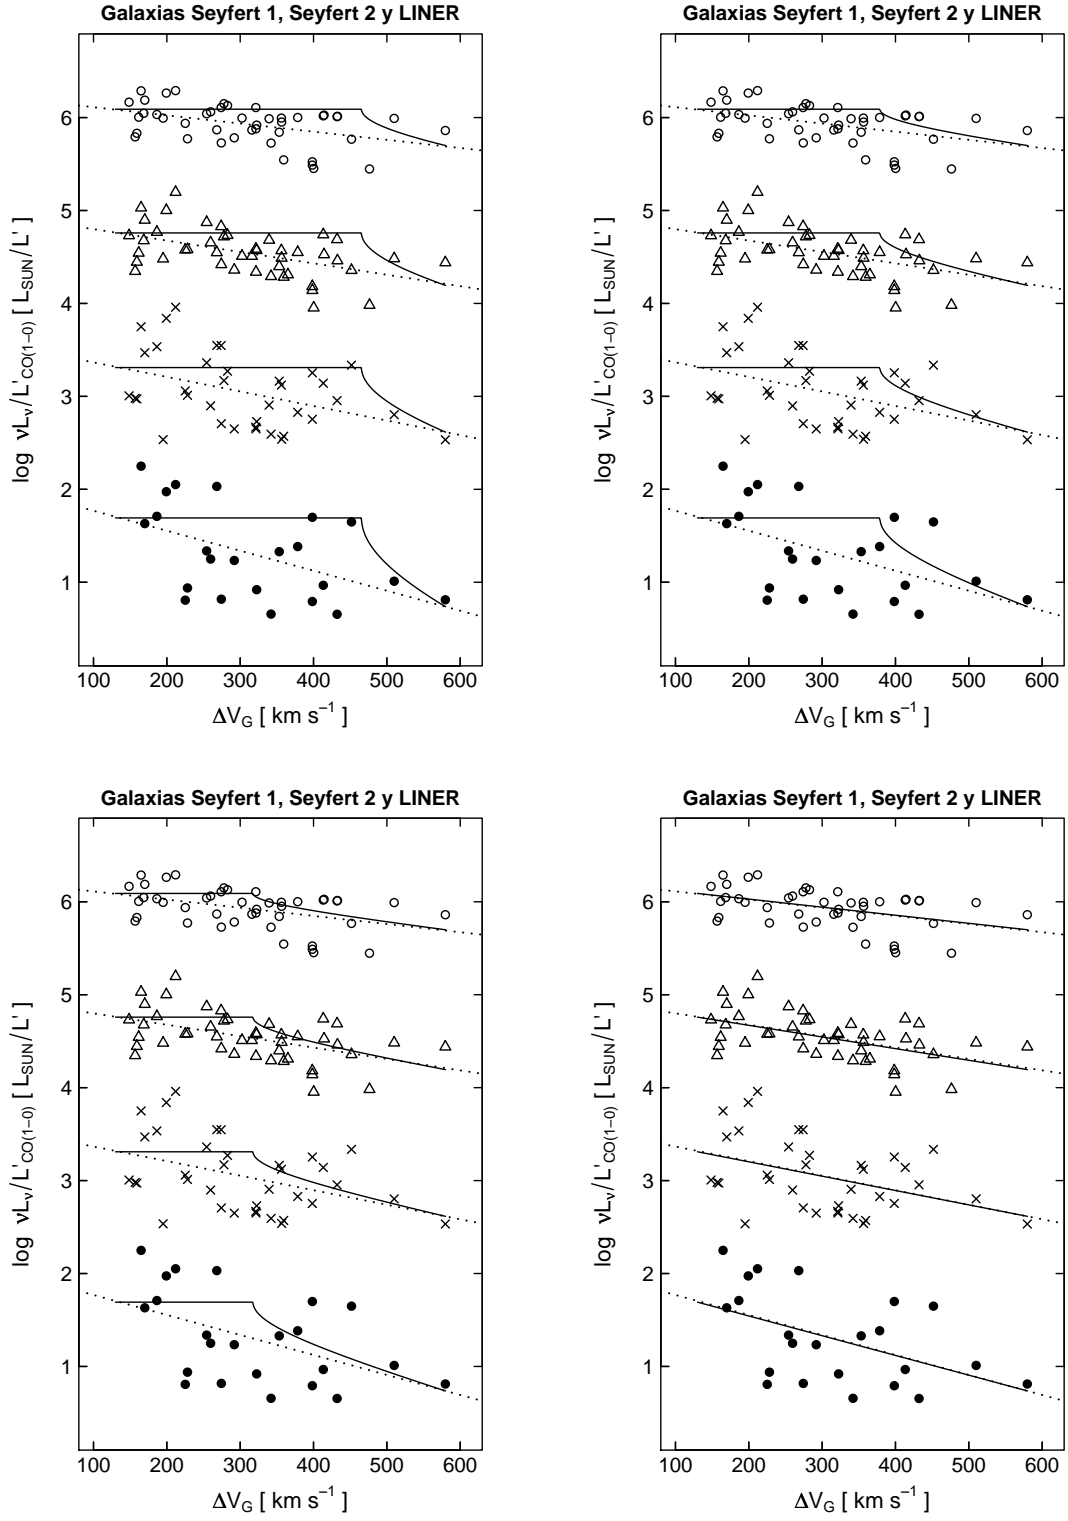 Galaxias Seyfert 1, Seyfert 2 y LINER
log νLν/L'CO(1−0) [ LSUN/L' ]
6
5
4
3
2
1
100 200 300 400 500 600
ΔVG [ km s−1 ]
Galaxias Seyfert 1, Seyfert 2 y LINER
log νLν/L'CO(1−0) [ LSUN/L' ]
6
5
4
3
2
1
100 200 300 400 500 600
ΔVG [ km s−1 ]
Galaxias Seyfert 1, Seyfert 2 y LINER
log νLν/L'CO(1−0) [ LSUN/L' ]
6
5
4
3
2
1
100 200 300 400 500 600
ΔVG [ km s−1 ]
Galaxias Seyfert 1, Seyfert 2 y LINER
log νLν/L'CO(1−0) [ LSUN/L' ]
6
5
4
3
2
1
100 200 300 400 500 600
ΔVG [ km s−1 ]